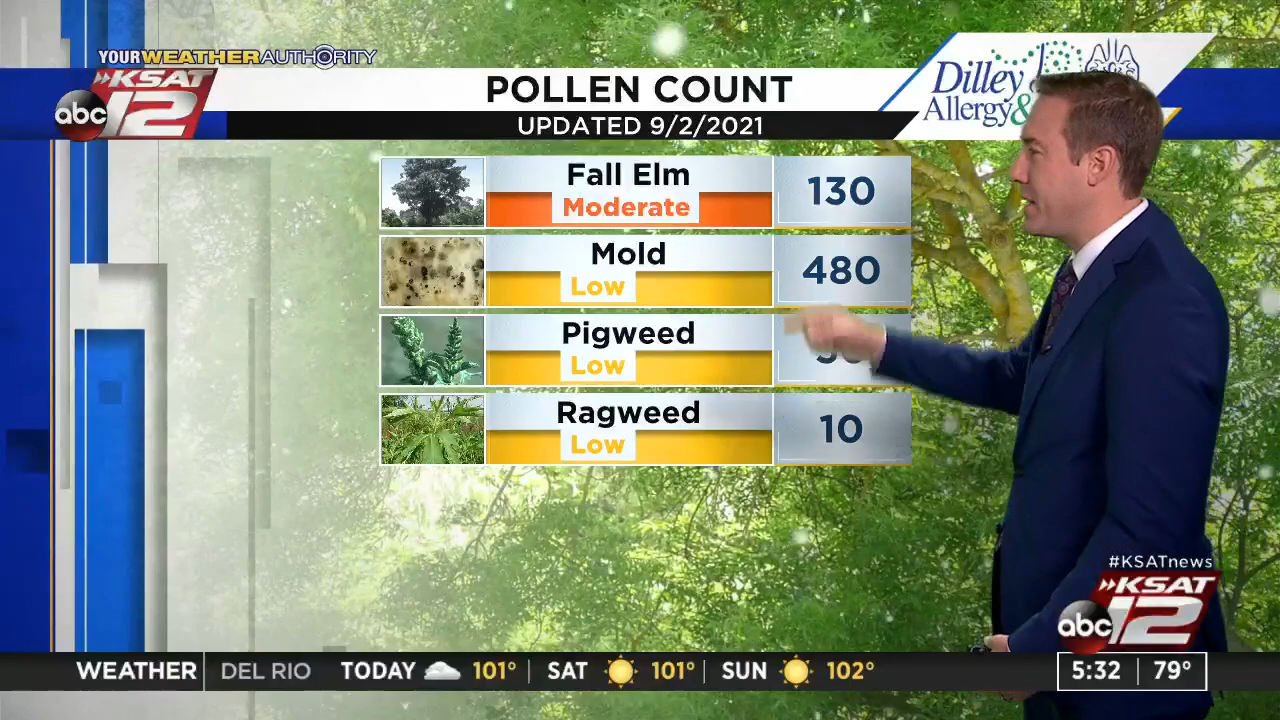 YOUR WEATHER AUTHORITY
KSAT
abc 12
POLLEN COUNT
UPDATED 9/2/2021
Dilley
Allergy&
Fall Elm
Moderate
130
Mold
Low
480
Pigweed
Low
Ragweed
Low
10
#KSATnews
KSAT
abc 12
WEATHER DEL RIO TODAY 101° SAT 101° SUN 102° 5:32 79°